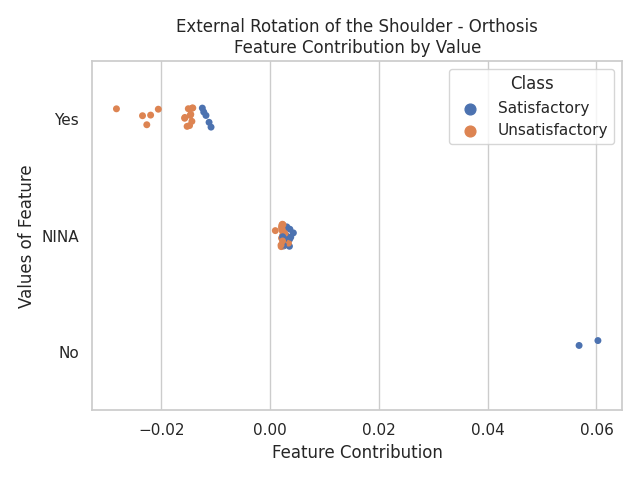 External Rotation of the Shoulder - Orthosis
Feature Contribution by Value
Class
Satisfactory
Unsatisfactory
Yes
NINA
No
Values of Feature
−0.02 0.00 0.02 0.04 0.06
Feature Contribution